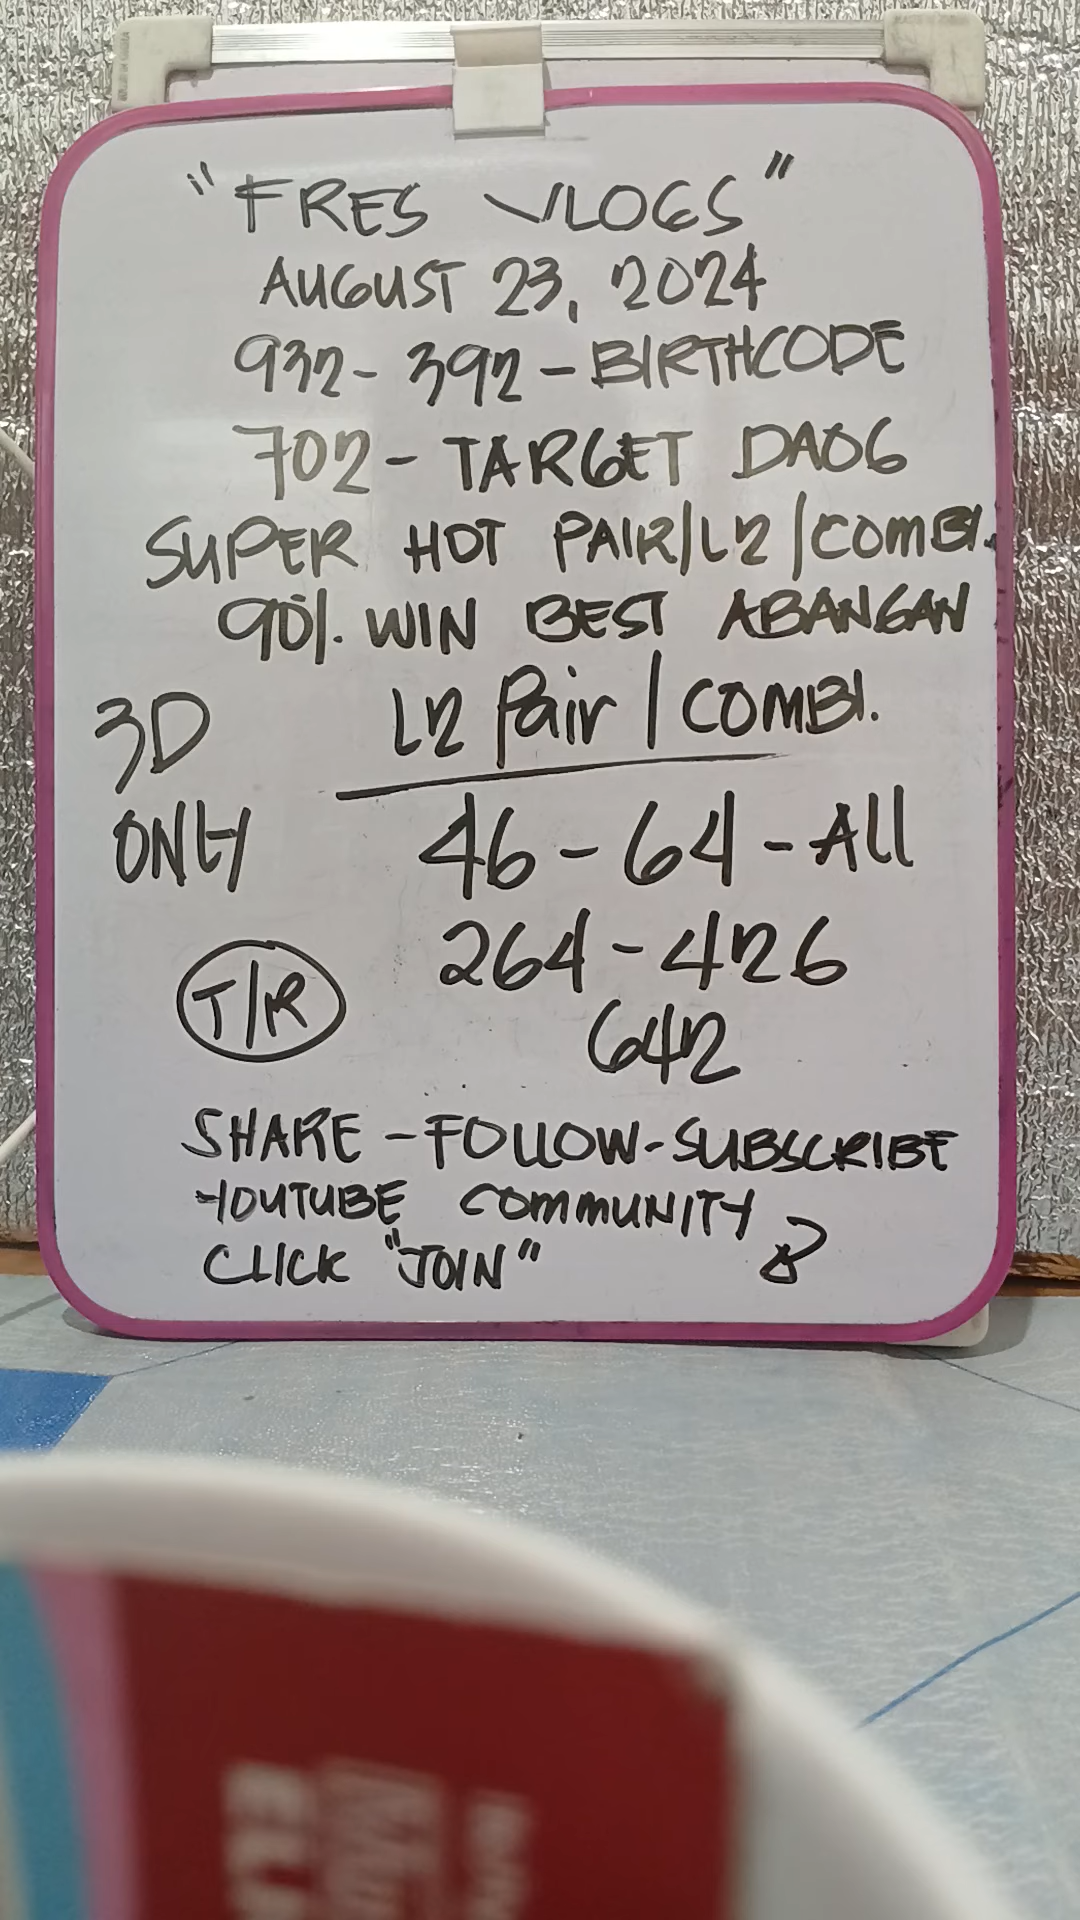 "FRES VLOGS"
AUGUST 23, 2024
932- 392 - BIRTHCODE
702 - TARGET DAOG
SUPER HOT PAIR/L2/COMBI.
90%. WIN BEST ABANGAN
3D
ONLY
L2 Pair / COMBI.
46 - 64 - All
264 - 426
642
T/R
SHARE - FOLLOW - SUBSCRIBE
YOUTUBE COMMUNITY
CLICK "JOIN"